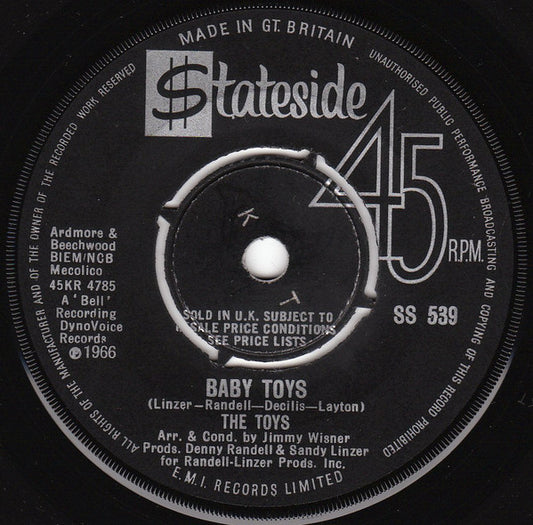 MADE IN GT. BRITAIN
UNAUTHORISED PUBLIC PERFORMANCE BROADCASTING AND COPYING OF THIS RECORD PROHIBITED
ALL RIGHTS OF THE MANUFACTURER AND OF THE OWNER OF THE RECORDED WORK RESERVED
$tateside
45
R.P.M.
K
T
Ardmore &
Beechwood
BIEM/NCB
Mecolico
45KR 4785
A 'Bell'
Recording
DynoVoice
Records
℗1966
SOLD IN U.K. SUBJECT TO
SALE PRICE CONDITIONS
SEE PRICE LISTS
SS 539
BABY TOYS
(Linzer—Randell—Decilis—Layton)
THE TOYS
Arr. & Cond. by Jimmy Wisner
Prods. Denny Randell & Sandy Linzer
for Randell-Linzer Prods. Inc.
E.M.I. RECORDS LIMITED